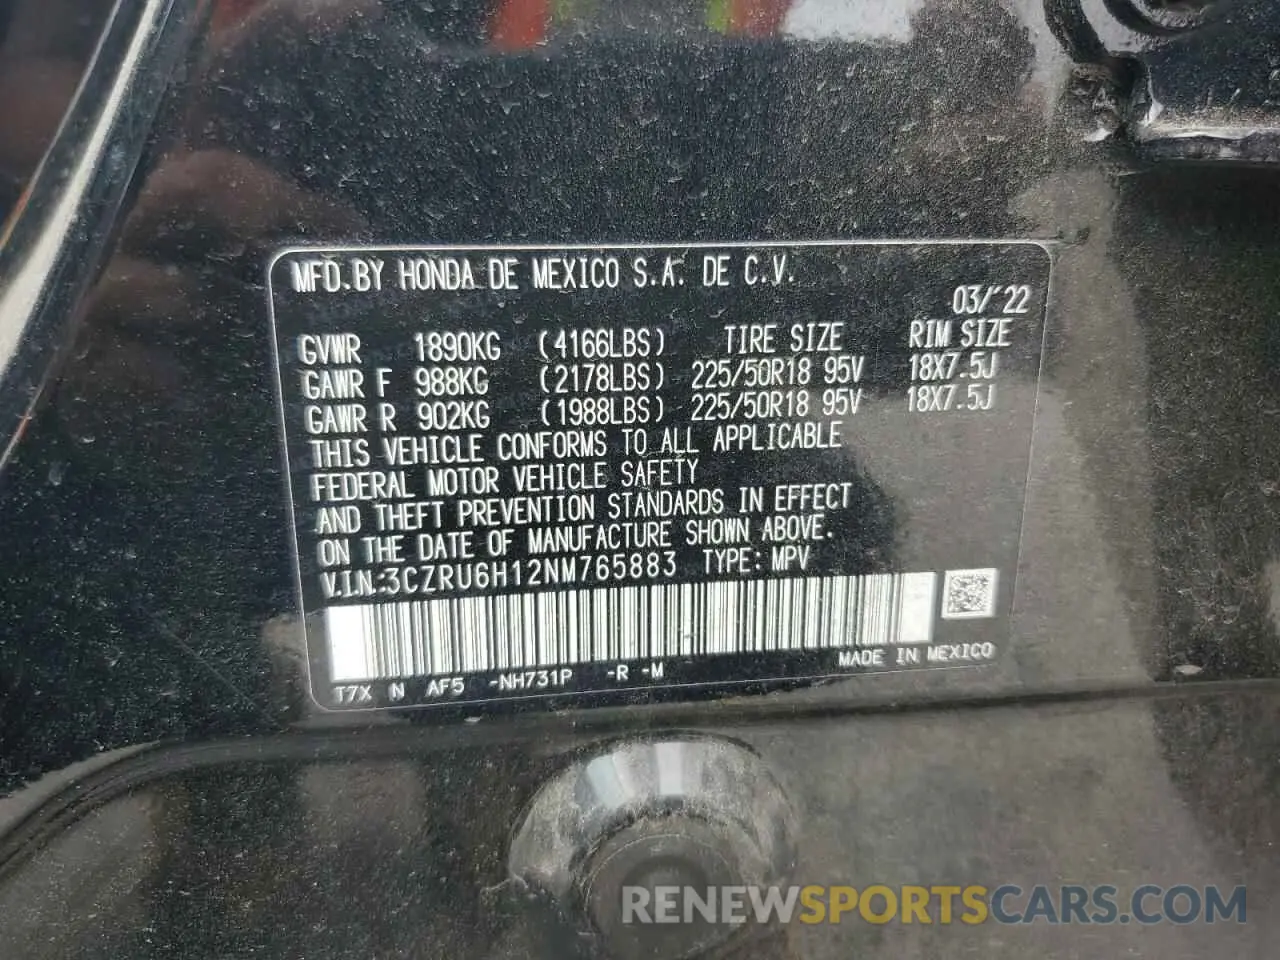 MFD.BY HONDA DE MEXICO S.A. DE C.V.
03/'22
GVWR 1890KG (4166LBS) TIRE SIZE RIM SIZE
GAWR F 988KG (2178LBS) 225/50R18 95V 18X7.5J
GAWR R 902KG (1988LBS) 225/50R18 95V 18X7.5J
THIS VEHICLE CONFORMS TO ALL APPLICABLE
FEDERAL MOTOR VEHICLE SAFETY
AND THEFT PREVENTION STANDARDS IN EFFECT
ON THE DATE OF MANUFACTURE SHOWN ABOVE.
V.I.N:3CZRU6H12NM765883 TYPE: MPV
T7X N AF5 -NH731P -R -M MADE IN MEXICO
RENEWSPORTSCARS.COM